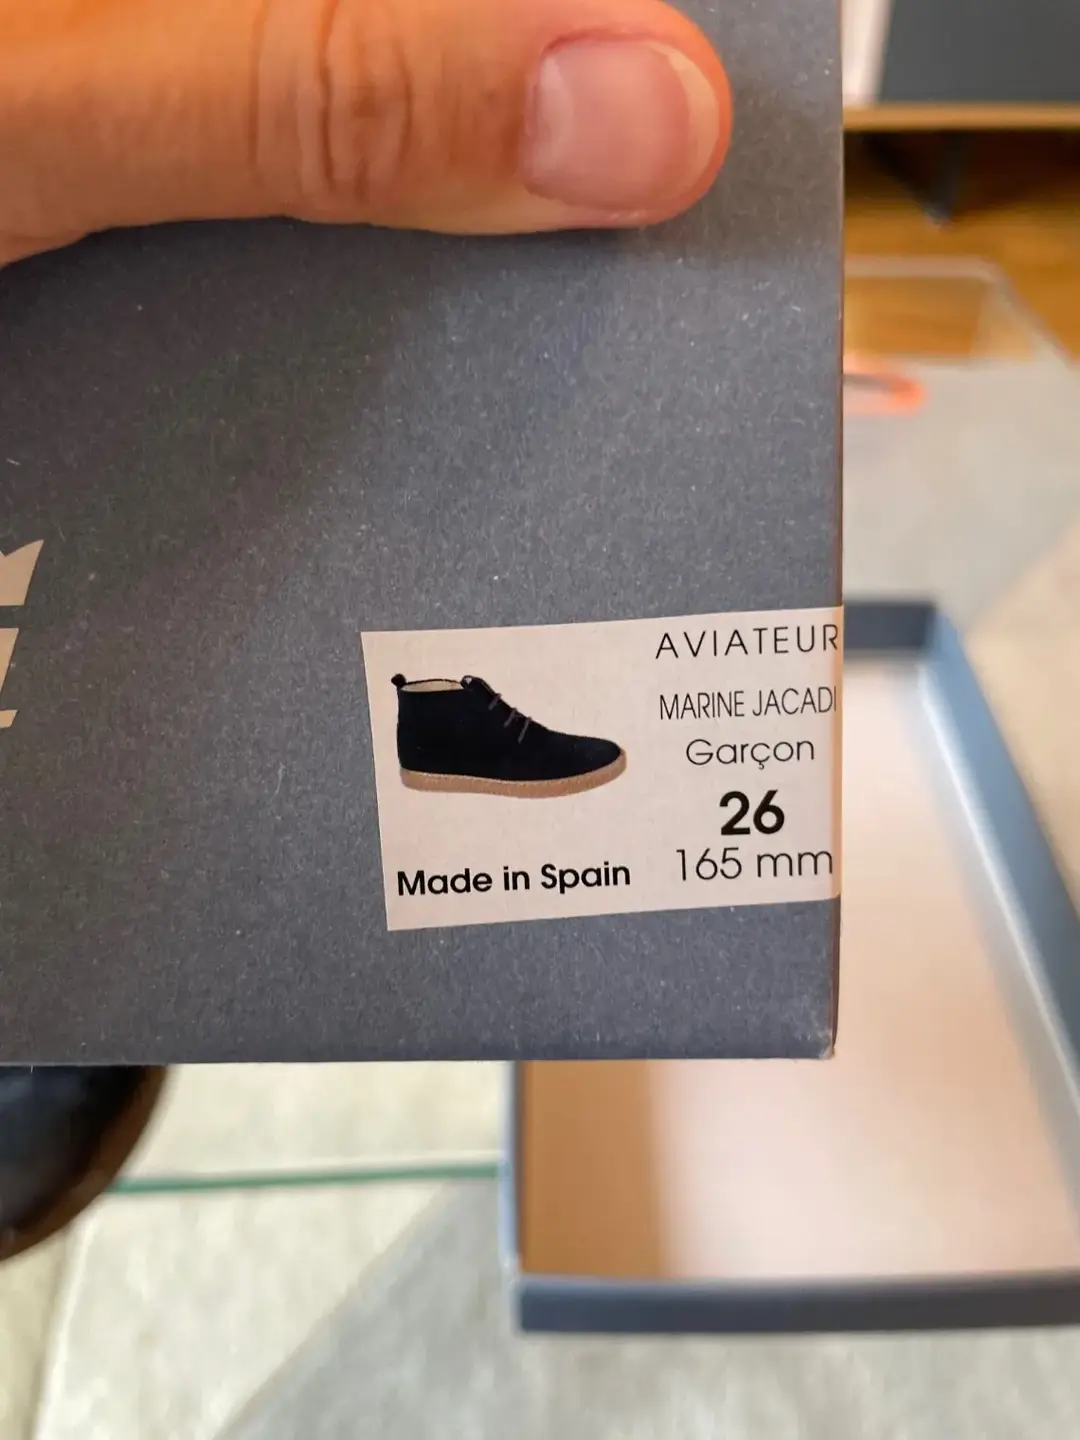 AVIATEUR
MARINE JACADI
Garçon
26
165 mm
Made in Spain